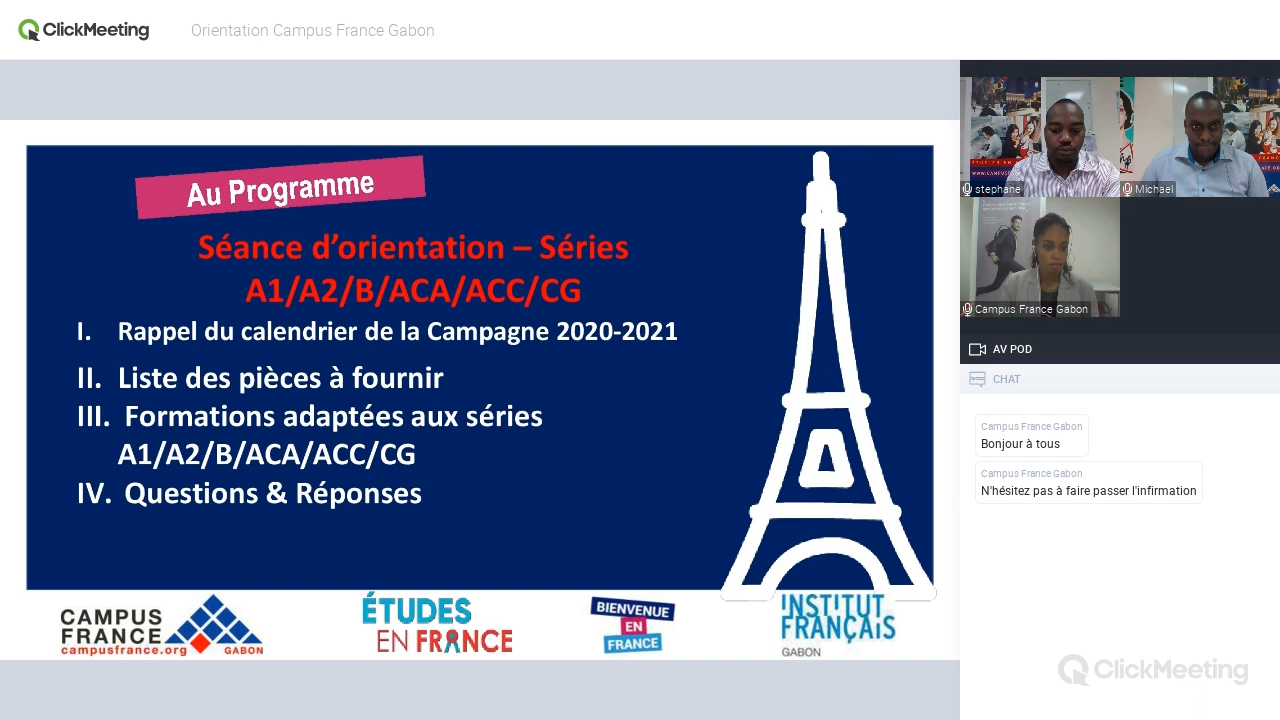 ClickMeeting
Orientation Campus France Gabon
Au Programme
Séance d’orientation – Séries
A1/A2/B/ACA/ACC/CG
I. Rappel du calendrier de la Campagne 2020-2021
II. Liste des pièces à fournir
III. Formations adaptées aux séries
A1/A2/B/ACA/ACC/CG
IV. Questions & Réponses
CAMPUS
FRANCE
campusfrance.org
GABON
ÉTUDES
EN FRANCE
BIENVENUE
EN
FRANCE
INSTITUT
FRANÇAIS
GABON
stephane
Michael
Campus France Gabon
AV POD
CHAT
Campus France Gabon
Bonjour à tous
Campus France Gabon
N'hésitez pas à faire passer l'infirmation
ClickMeeting